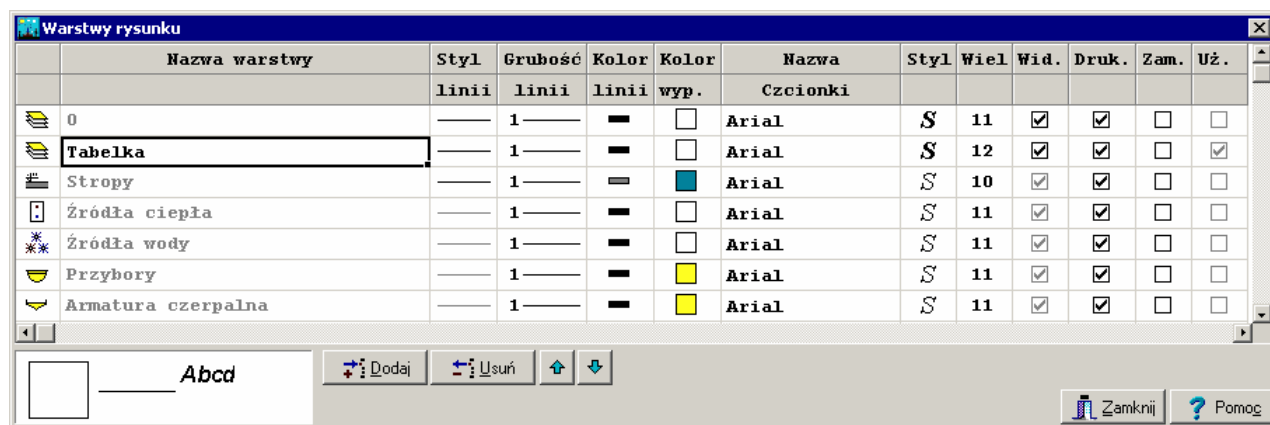 Warstwy rysunku
Nazwa warstwy Styl Grubość Kolor Kolor Nazwa Styl Wiel Wid. Druk. Zam. Uż.
linii linii linii wyp. Czcionki
0 1 Arial S 11
Tabelka 1 Arial S 12
Stropy 1 Arial S 10
Źródła ciepła 1 Arial S 11
Źródła wody 1 Arial S 11
Przybory 1 Arial S 11
Armatura czerpalna 1 Arial S 11
Abcd Dodaj Usuń
Zamknij ? Pomoc